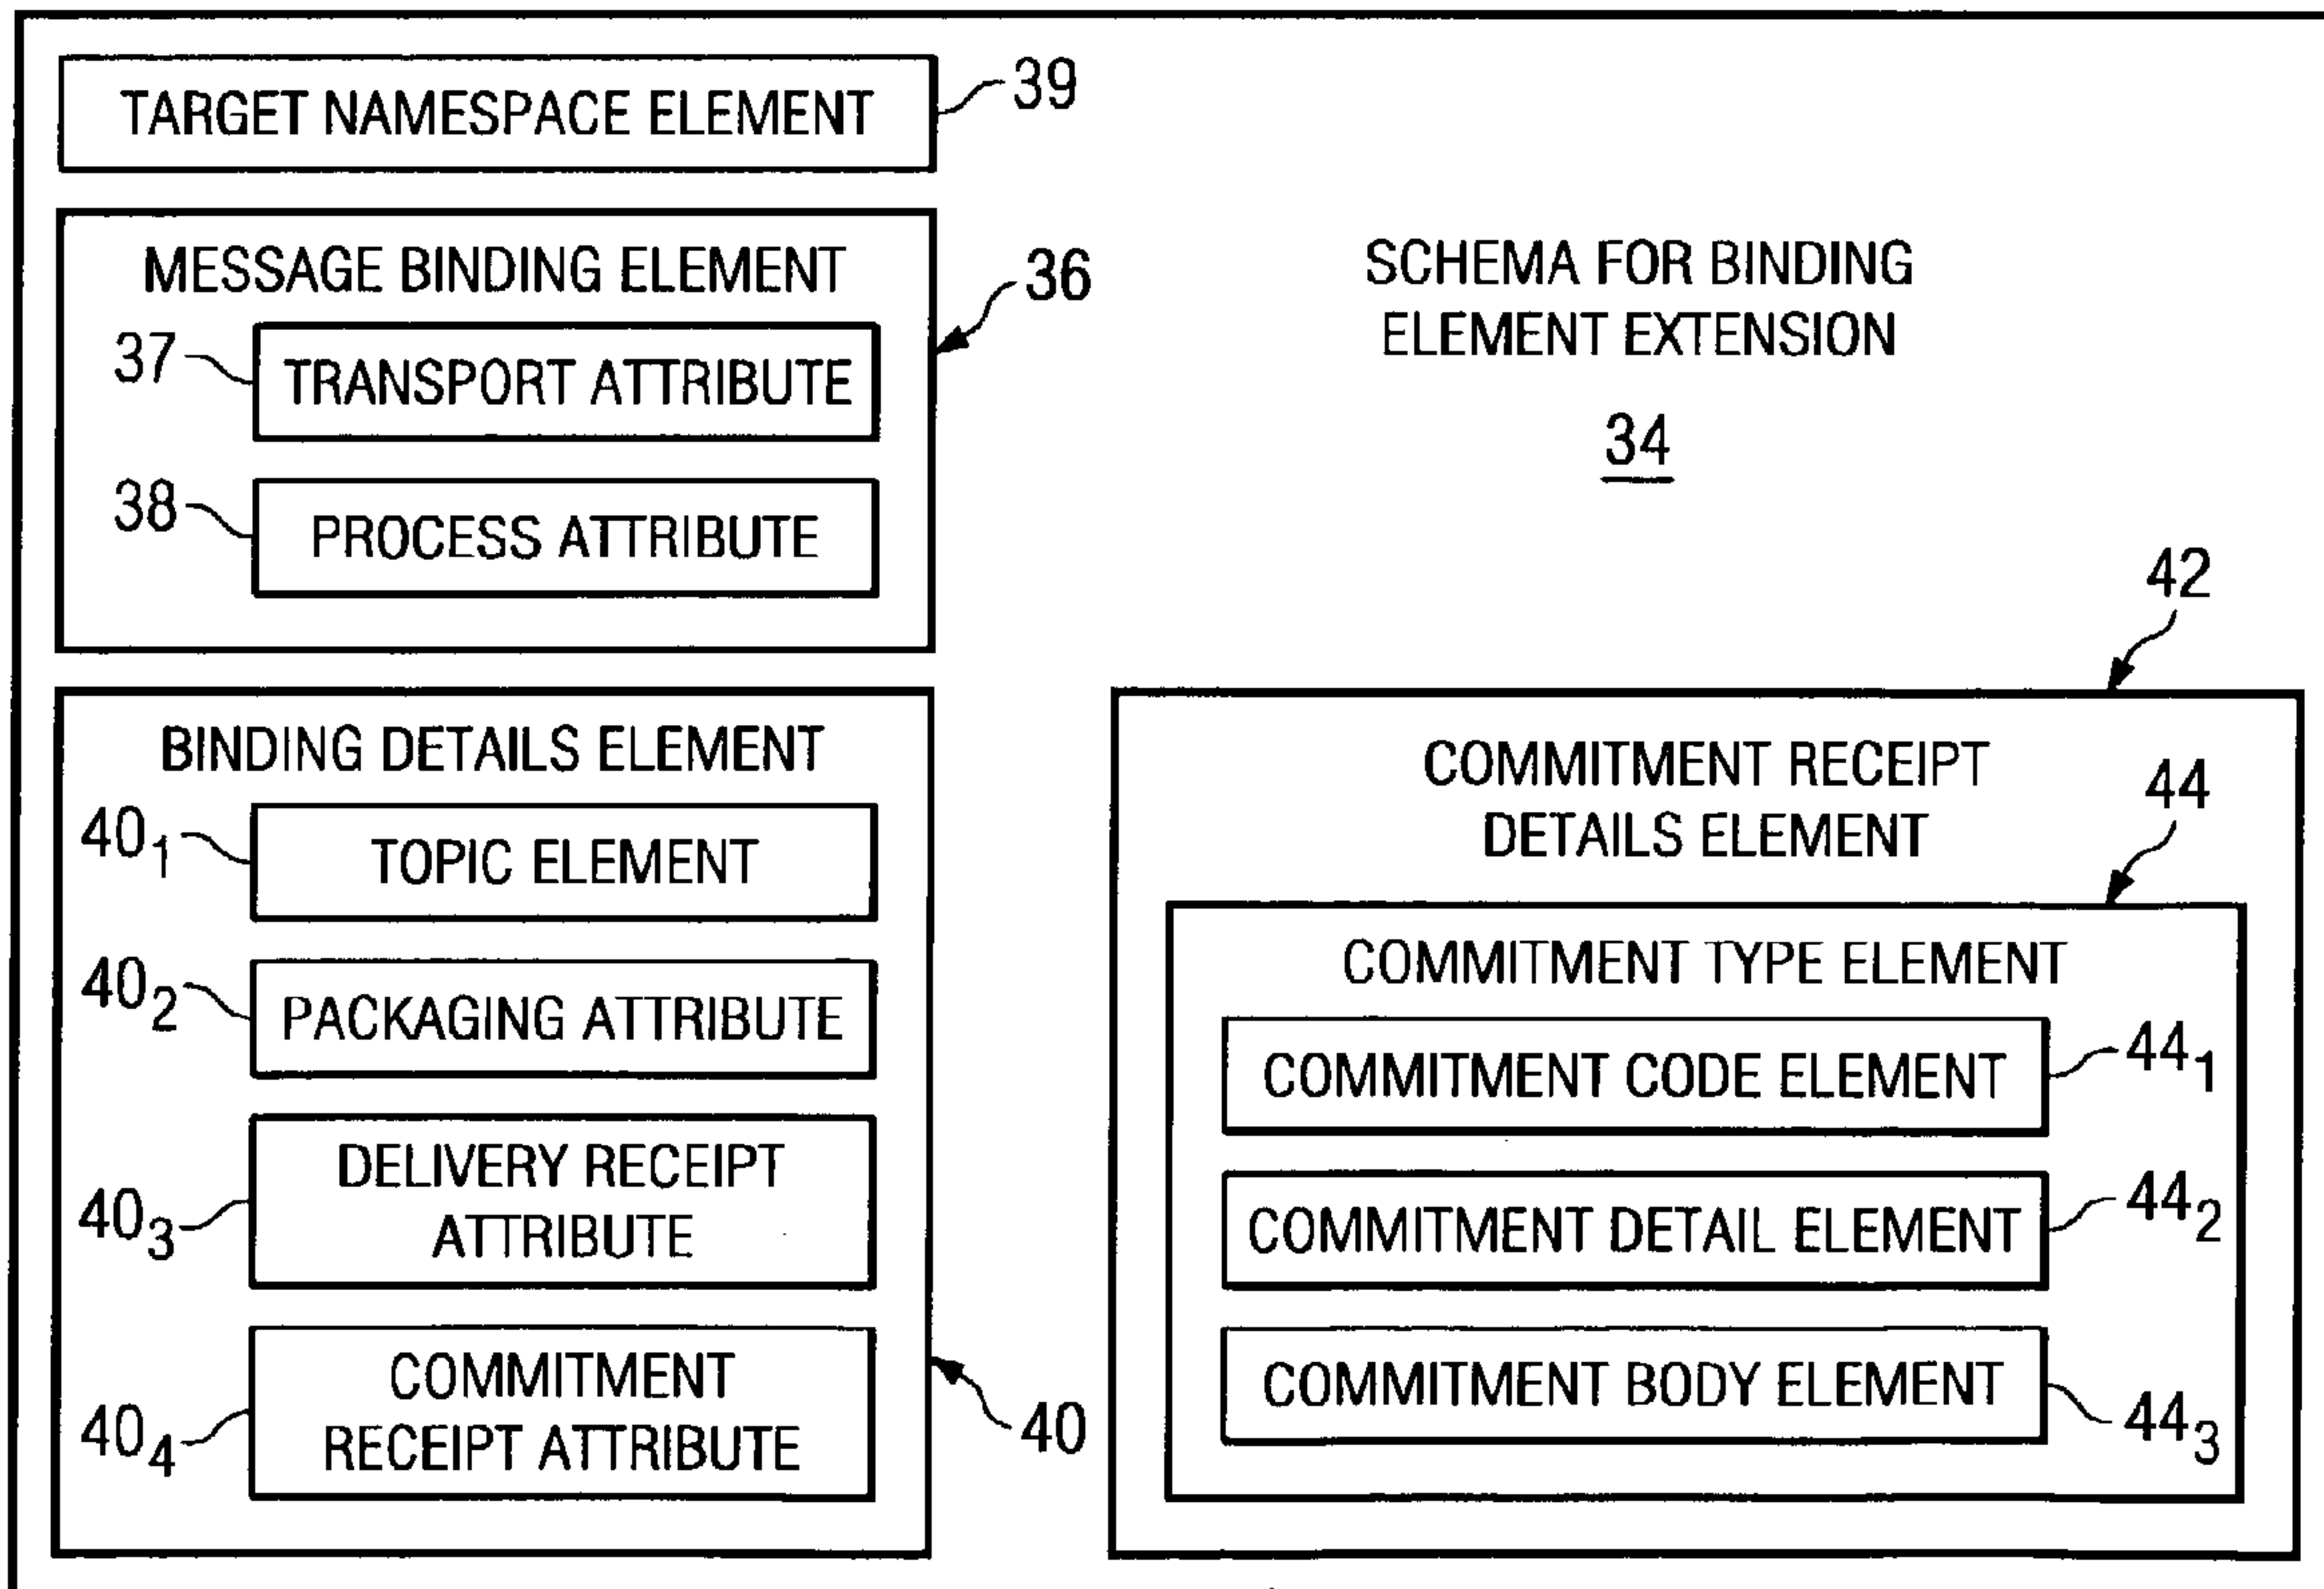 TARGET NAMESPACE ELEMENT
39
MESSAGE BINDING ELEMENT
36
37
TRANSPORT ATTRIBUTE
38
PROCESS ATTRIBUTE
SCHEMA FOR BINDING
ELEMENT EXTENSION
34
BINDING DETAILS ELEMENT
40₁
TOPIC ELEMENT
40₂
PACKAGING ATTRIBUTE
40₃
DELIVERY RECEIPT
ATTRIBUTE
40₄
COMMITMENT
RECEIPT ATTRIBUTE
40
42
COMMITMENT RECEIPT
DETAILS ELEMENT
44
COMMITMENT TYPE ELEMENT
COMMITMENT CODE ELEMENT
44₁
COMMITMENT DETAIL ELEMENT
44₂
COMMITMENT BODY ELEMENT
44₃